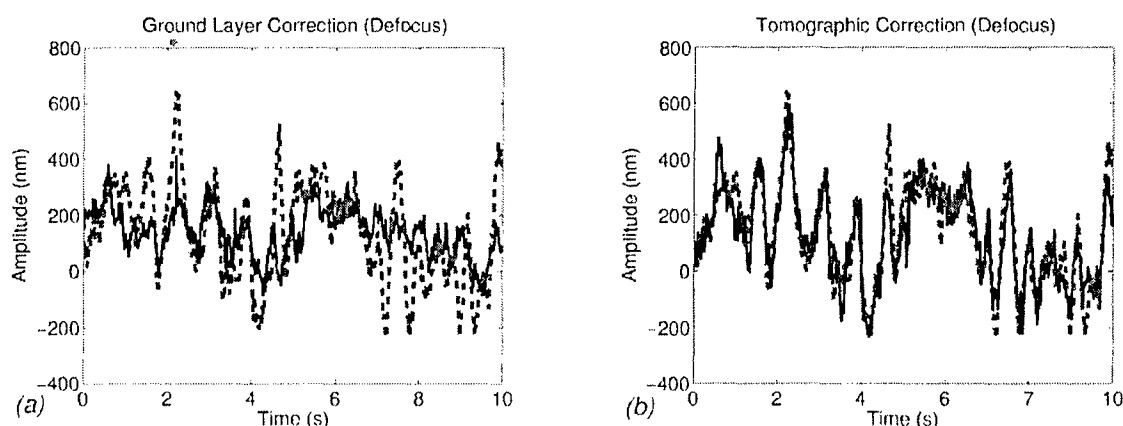 Ground Layer Correction (Defocus)
800
600
400
200
0
−200
−400
Amplitude (nm)
0 2 4 6 8 10
Time (s)
(a)
Tomographic Correction (Defocus)
800
600
400
200
0
−200
−400
Amplitude (nm)
0 2 4 6 7 10
Time (s)
(b)